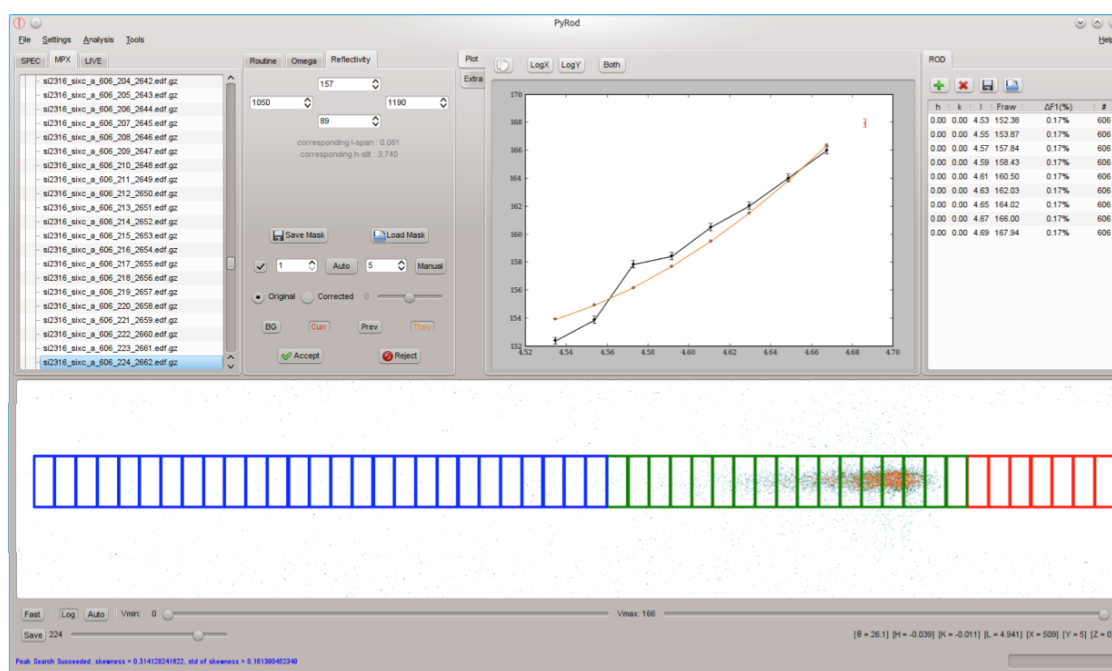 PyRod
File Settings Analysis Tools Help
SPEC MPX LIVE
si2316_sixc_a_606_204_2642.edf.gz
si2316_sixc_a_606_205_2643.edf.gz
si2316_sixc_a_606_206_2644.edf.gz
si2316_sixc_a_606_207_2645.edf.gz
si2316_sixc_a_606_208_2646.edf.gz
si2316_sixc_a_606_209_2647.edf.gz
si2316_sixc_a_606_210_2648.edf.gz
si2316_sixc_a_606_211_2649.edf.gz
si2316_sixc_a_606_212_2650.edf.gz
si2316_sixc_a_606_213_2651.edf.gz
si2316_sixc_a_606_214_2652.edf.gz
si2316_sixc_a_606_215_2653.edf.gz
si2316_sixc_a_606_216_2654.edf.gz
si2316_sixc_a_606_217_2655.edf.gz
si2316_sixc_a_606_218_2656.edf.gz
si2316_sixc_a_606_219_2657.edf.gz
si2316_sixc_a_606_220_2658.edf.gz
si2316_sixc_a_606_221_2659.edf.gz
si2316_sixc_a_606_222_2660.edf.gz
si2316_sixc_a_606_223_2661.edf.gz
si2316_sixc_a_606_224_2662.edf.gz
Routine Omega Reflectivity
157
1050 1190
89
corresponding l-span : 0.061
corresponding h-slit : 3.740
Save Mask Load Mask
1 Auto 5 Manual
Original Corrected 0
BG Curr Prev Theo
Accept Reject
Plot
Extra
LogX LogY Both
170
168
166
164
162
160
158
156
154
152
4.52 4.54 4.56 4.58 4.60 4.62 4.64 4.66 4.68 4.70
ROD
h k l Fraw ΔF1(%) #
0.00 0.00 4.53 152.38 0.17% 606
0.00 0.00 4.55 153.87 0.17% 606
0.00 0.00 4.57 157.84 0.17% 606
0.00 0.00 4.59 158.43 0.17% 606
0.00 0.00 4.61 160.50 0.17% 606
0.00 0.00 4.63 162.03 0.17% 606
0.00 0.00 4.65 164.02 0.17% 606
0.00 0.00 4.67 166.00 0.17% 606
0.00 0.00 4.69 167.94 0.17% 606
Fast Log Auto Vmin: 0 Vmax: 166
Save 224
[θ = 26.1] [H = -0.039] [K = -0.011] [L = 4.941] [X = 509] [Y = 5] [Z = 0
Peak Search Succeeded. skewness = 0.314128241822, std of skewness = 0.161390452349